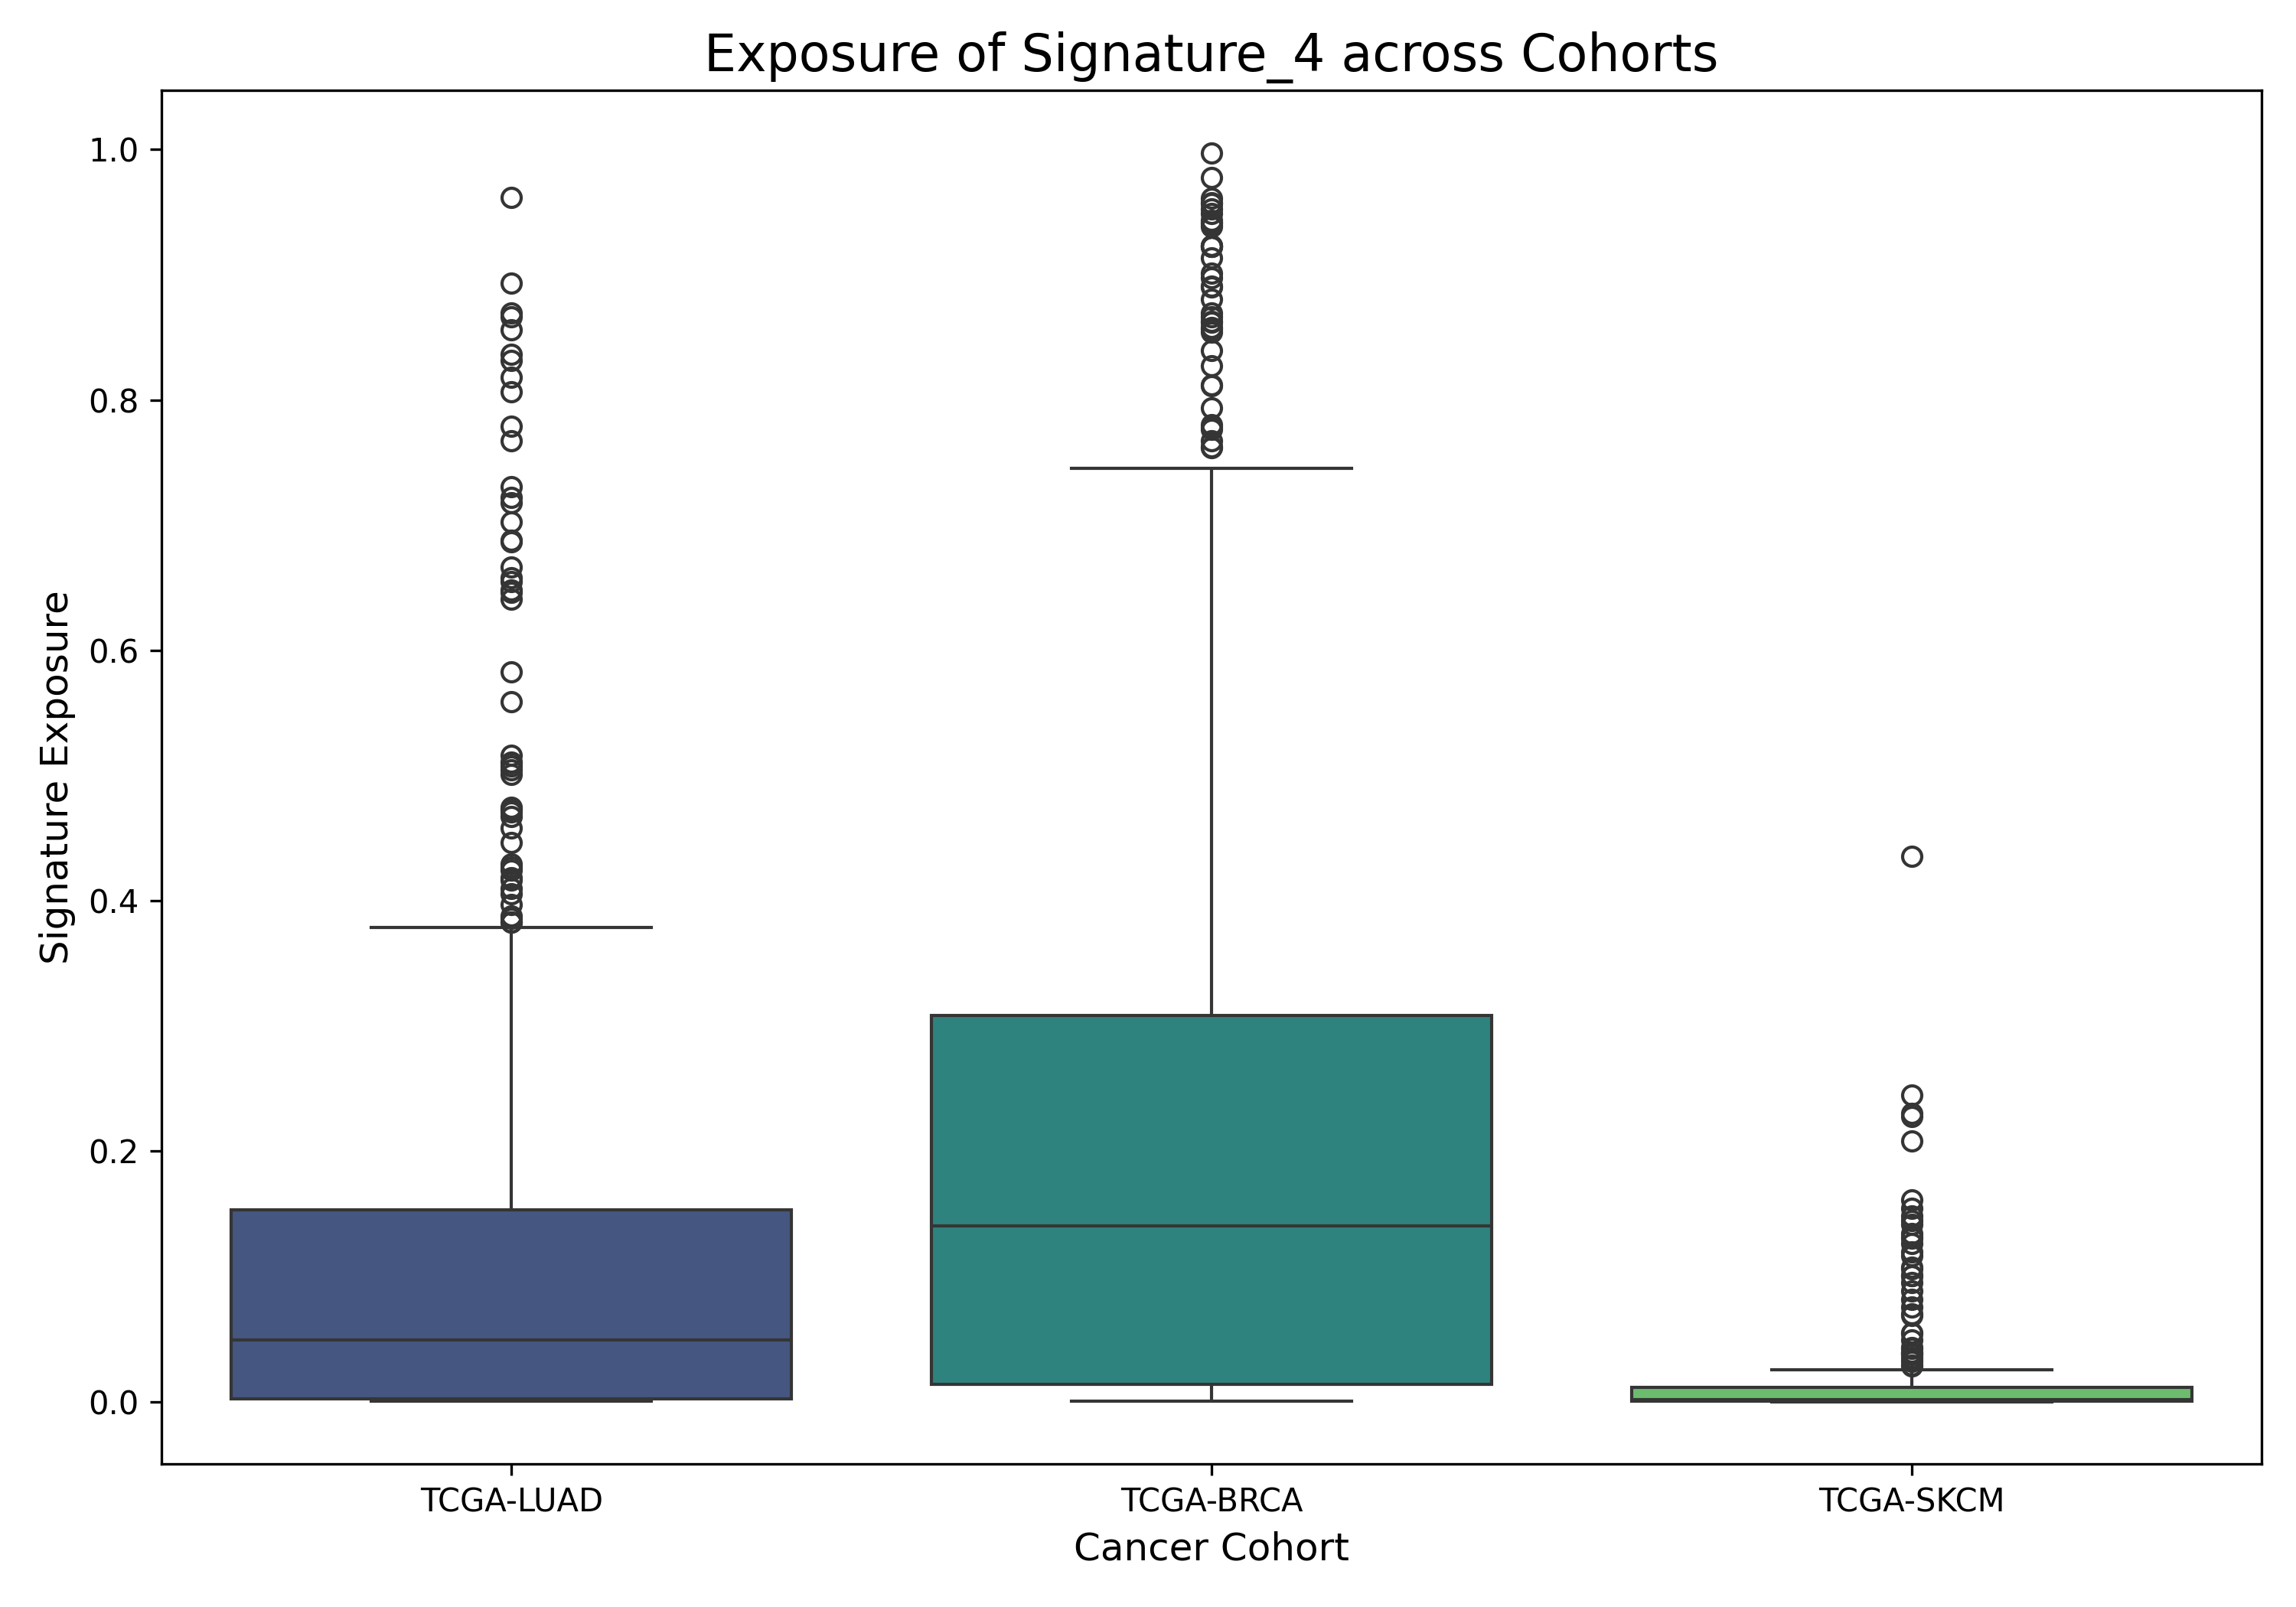 Exposure of Signature_4 across Cohorts
1.0
0.8
0.6
0.4
0.2
0.0
Signature Exposure
TCGA-LUAD
TCGA-BRCA
TCGA-SKCM
Cancer Cohort